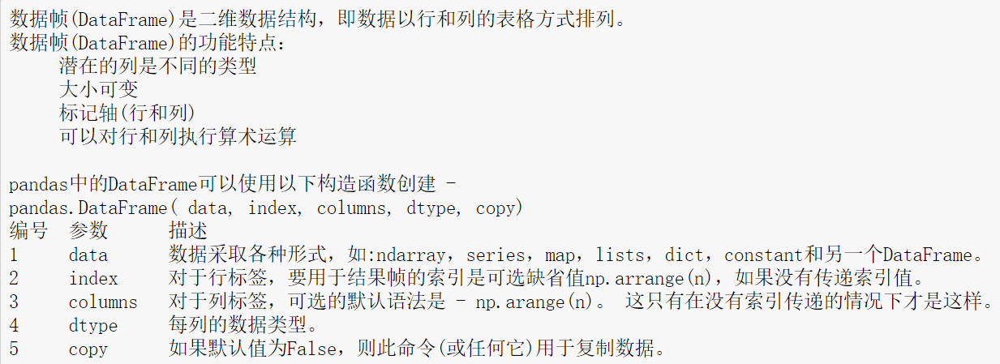 数据帧(DataFrame)是二维数据结构，即数据以行和列的表格方式排列。
数据帧(DataFrame)的功能特点：
潜在的列是不同的类型
大小可变
标记轴(行和列)
可以对行和列执行算术运算
pandas中的DataFrame可以使用以下构造函数创建 -
pandas.DataFrame( data, index, columns, dtype, copy)
编号 参数 描述
1 data 数据采取各种形式，如:ndarray，series，map，lists，dict，constant和另一个DataFrame。
2 index 对于行标签，要用于结果帧的索引是可选缺省值np.arrange(n)，如果没有传递索引值。
3 columns 对于列标签，可选的默认语法是 - np.arange(n)。 这只有在没有索引传递的情况下才是这样。
4 dtype 每列的数据类型。
5 copy 如果默认值为False，则此命令(或任何它)用于复制数据。